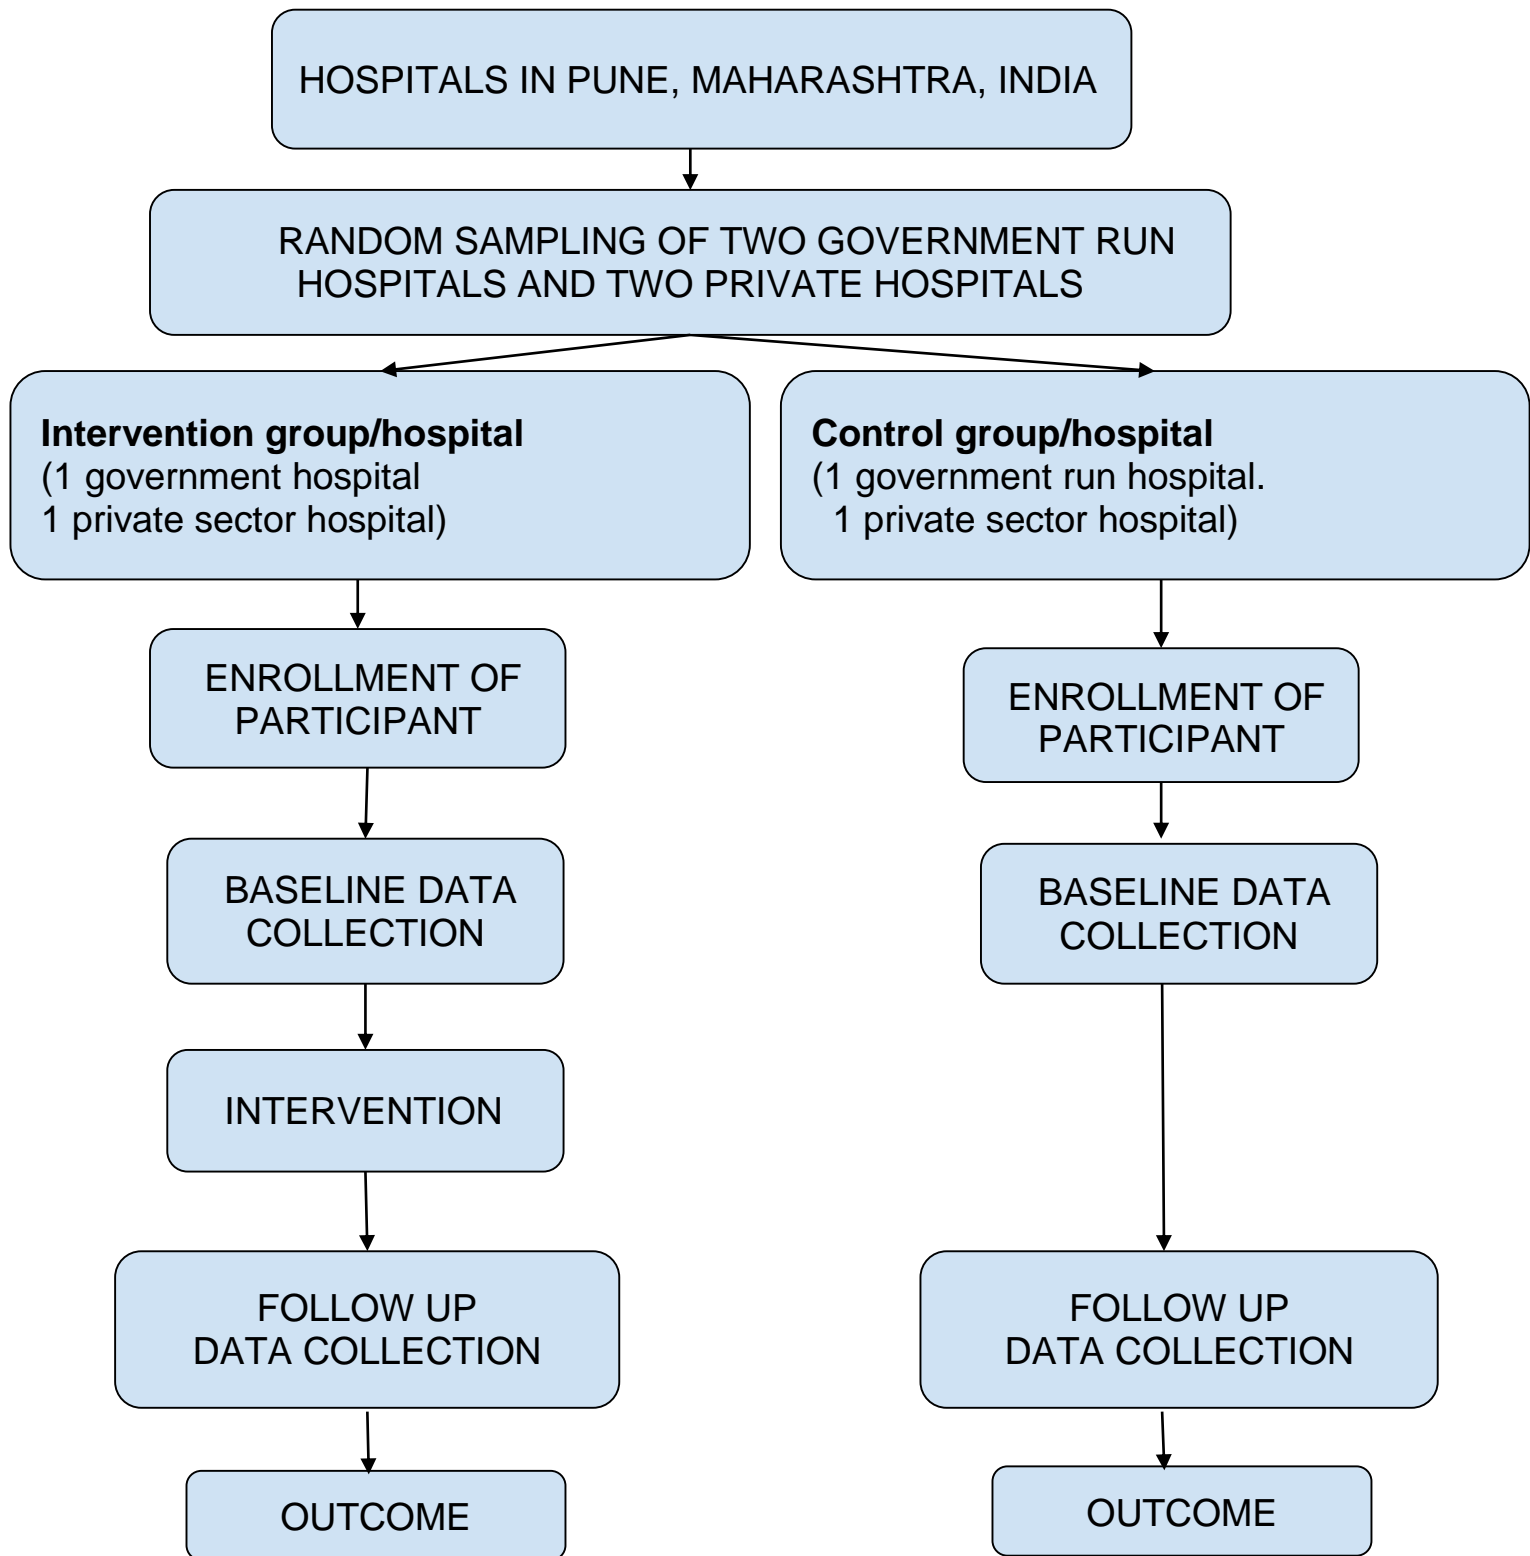 HOSPITALS IN PUNE, MAHARASHTRA, INDIA
RANDOM SAMPLING OF TWO GOVERNMENT RUN
HOSPITALS AND TWO PRIVATE HOSPITALS
Intervention group/hospital
(1 government hospital
1 private sector hospital)
Control group/hospital
(1 government run hospital.
1 private sector hospital)
ENROLLMENT OF
PARTICIPANT
ENROLLMENT OF
PARTICIPANT
BASELINE DATA
COLLECTION
BASELINE DATA
COLLECTION
INTERVENTION
FOLLOW UP
DATA COLLECTION
FOLLOW UP
DATA COLLECTION
OUTCOME
OUTCOME